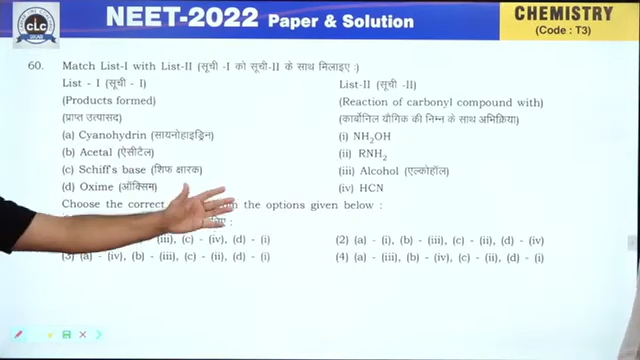 CLC
NEET-2022 Paper & Solution
CHEMISTRY
(Code : T3)
60. Match List-I with List-II (सूची -I को सूची-II के साथ मिलाइए :)
List - I (सूची - I) List-II (सूची -II)
(Products formed) (Reaction of carbonyl compound with)
(प्राप्त उत्पासद) (कार्बोनिल यौगिक की निम्न के साथ अभिक्रिया)
(a) Cyanohydrin (सायनोहाइड्रिन) (i) NH₂OH
(b) Acetal (ऐसीटैल) (ii) RNH₂
(c) Schiff's base (शिफ क्षारक) (iii) Alcohol (एल्कोहॉल)
(d) Oxime (ऑक्सिम) (iv) HCN
Choose the correct the options given below :
(iii), (c) - (iv), (d) - (i) (2) (a) - (i), (b) - (iii), (c) - (ii), (d) - (iv)
(3) (a) - (iv), (b) - (iii), (c) - (ii), (d) - (i) (4) (a) - (iii), (b) - (iv), (c) - (ii), (d) - (i)